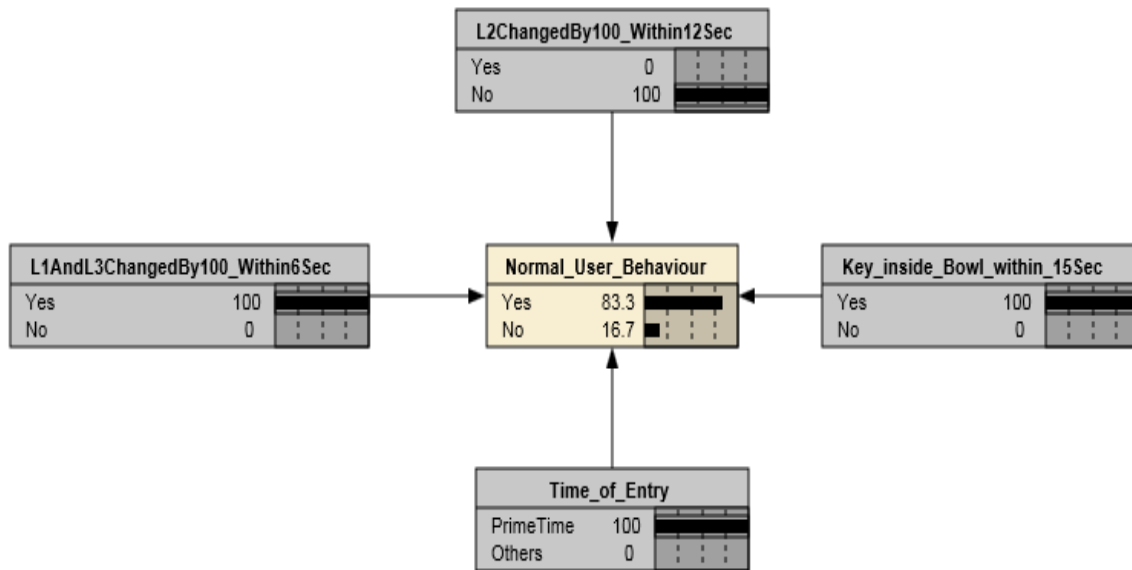 L2ChangedBy100_Within12Sec
Yes 0
No 100
L1AndL3ChangedBy100_Within6Sec
Yes 100
No 0
Normal_User_Behaviour
Yes 83.3
No 16.7
Key_inside_Bowl_within_15Sec
Yes 100
No 0
Time_of_Entry
PrimeTime 100
Others 0